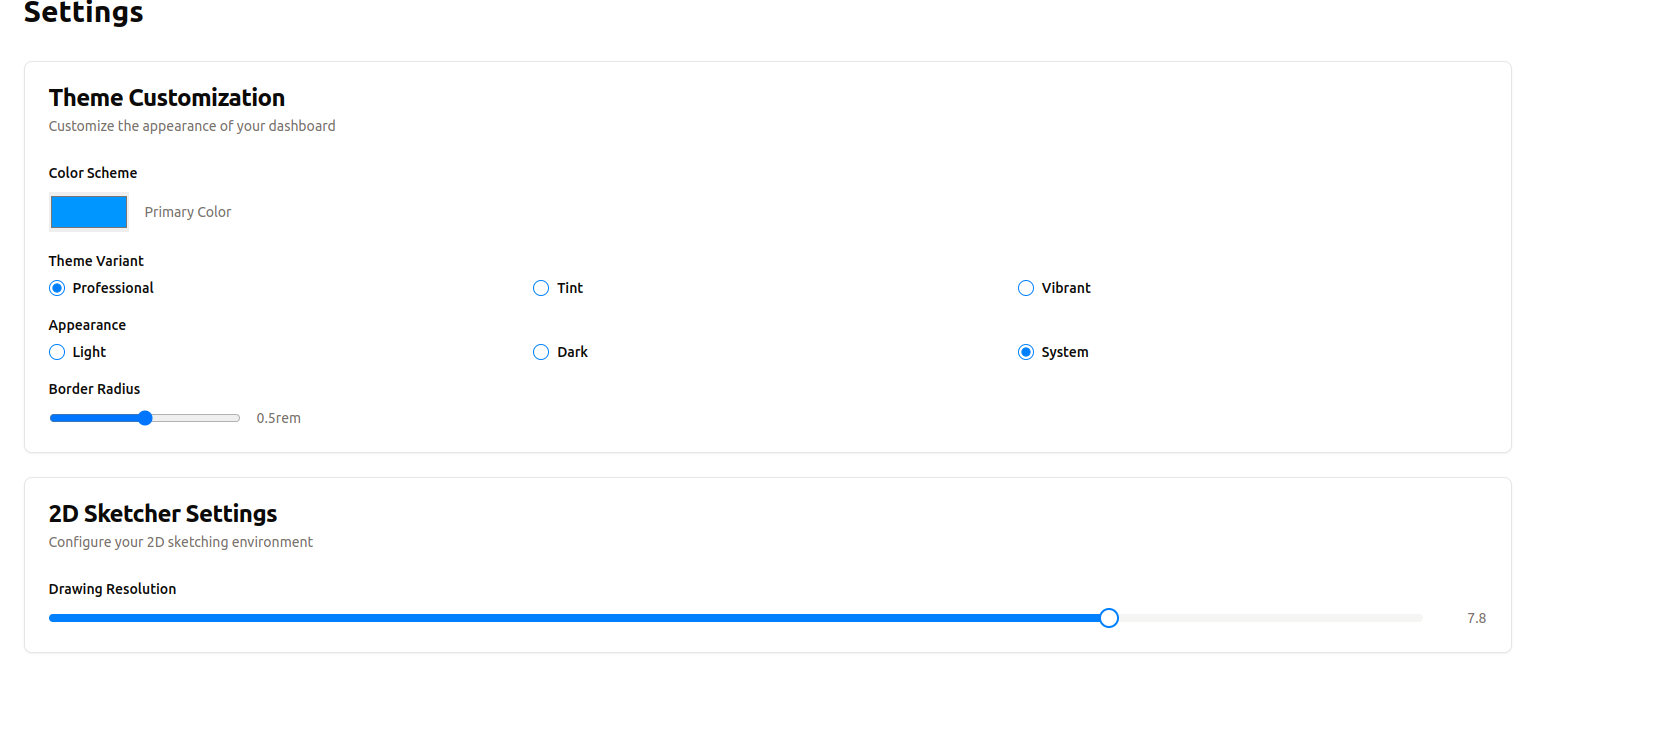 Settings
Theme Customization
Customize the appearance of your dashboard
Color Scheme
Primary Color
Theme Variant
Professional Tint Vibrant
Appearance
Light Dark System
Border Radius
0.5rem
2D Sketcher Settings
Configure your 2D sketching environment
Drawing Resolution
7.8